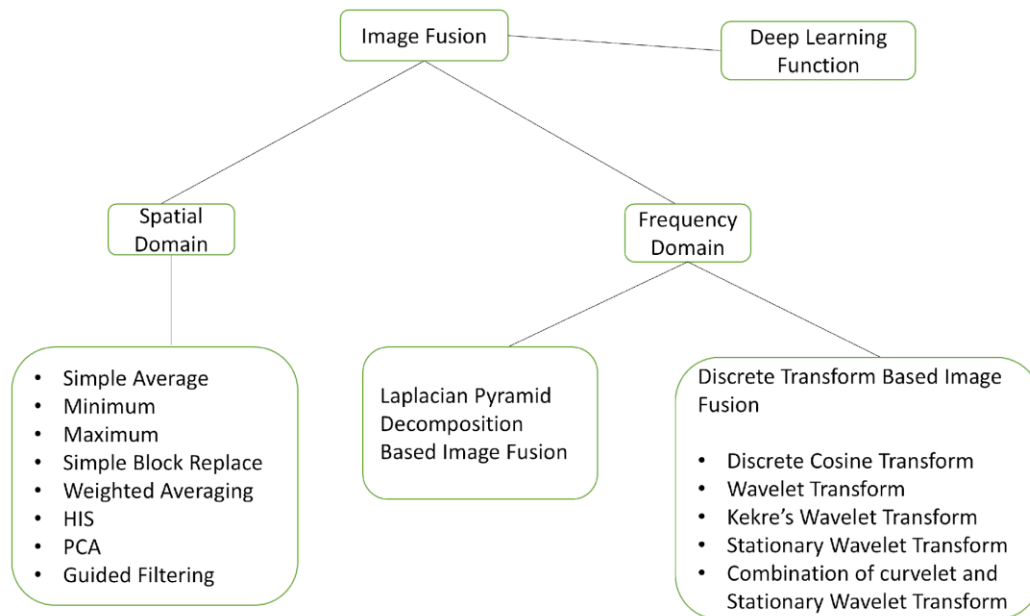 Image Fusion
Deep Learning
Function
Spatial
Domain
Frequency
Domain
• Simple Average
• Minimum
• Maximum
• Simple Block Replace
• Weighted Averaging
• HIS
• PCA
• Guided Filtering
Laplacian Pyramid
Decomposition
Based Image Fusion
Discrete Transform Based Image
Fusion
• Discrete Cosine Transform
• Wavelet Transform
• Kekre’s Wavelet Transform
• Stationary Wavelet Transform
• Combination of curvelet and
Stationary Wavelet Transform